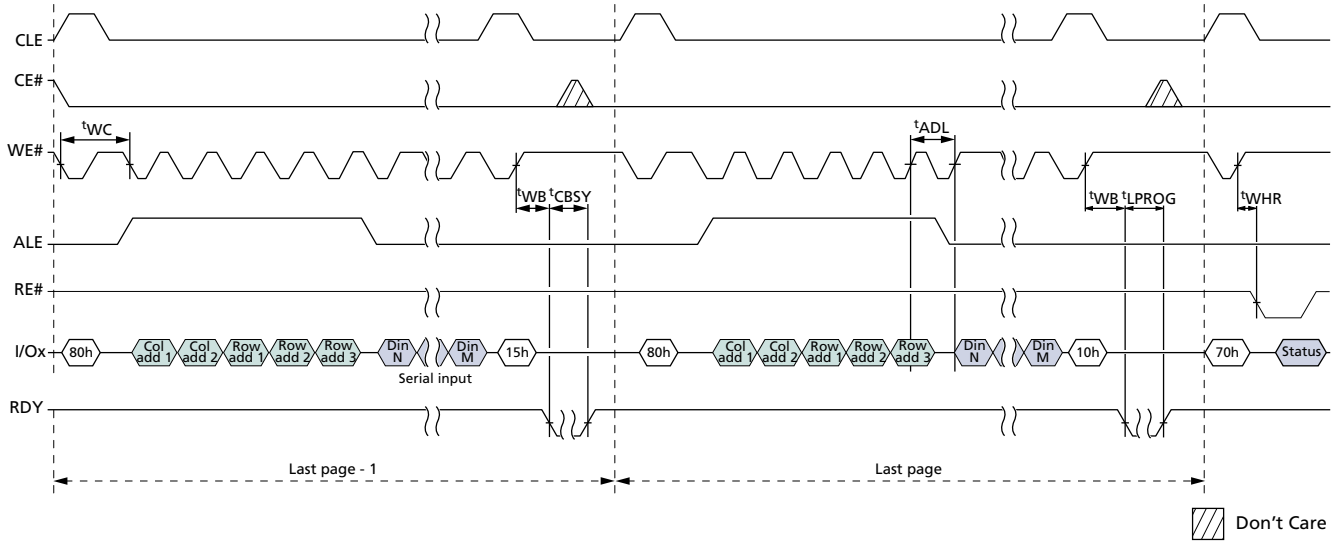 CLE
CE#
tWC
tADL
WE#
tWB tCBSY
tWB tLPROG
tWHR
ALE
RE#
I/Ox
80h
Col add 1
Col add 2
Row add 1
Row add 2
Row add 3
Din N
Din M
15h
80h
Col add 1
Col add 2
Row add 1
Row add 2
Row add 3
Din N
Din M
10h
70h
Status
Serial input
RDY
Last page - 1
Last page
Don't Care